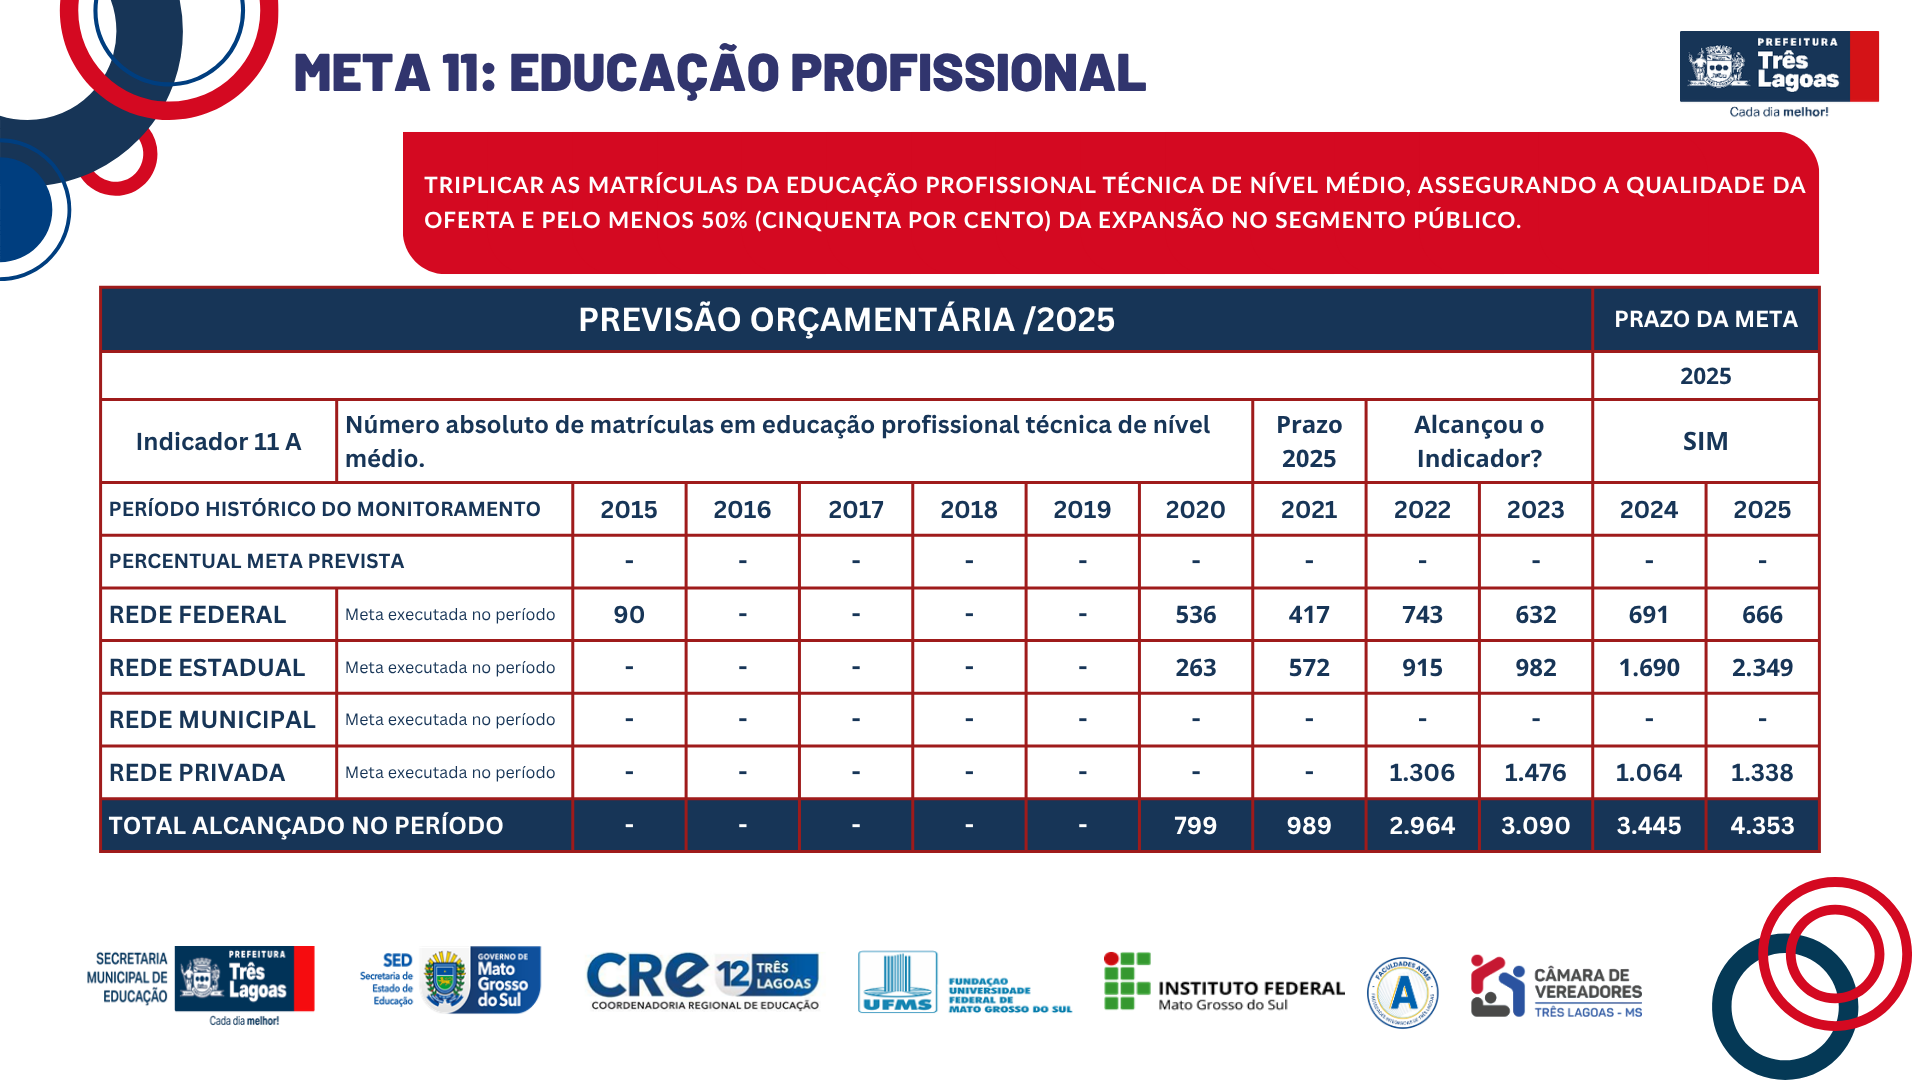 META 11: EDUCAÇÃO PROFISSIONAL
PREFEITURA
Três
Lagoas
Cada dia melhor!
TRIPLICAR AS MATRÍCULAS DA EDUCAÇÃO PROFISSIONAL TÉCNICA DE NÍVEL MÉDIO, ASSEGURANDO A QUALIDADE DA
OFERTA E PELO MENOS 50% (CINQUENTA POR CENTO) DA EXPANSÃO NO SEGMENTO PÚBLICO.
PREVISÃO ORÇAMENTÁRIA /2025 PRAZO DA META
2025
Indicador 11 A Número absoluto de matrículas em educação profissional técnica de nível médio. Prazo 2025 Alcançou o Indicador? SIM
PERÍODO HISTÓRICO DO MONITORAMENTO 2015 2016 2017 2018 2019 2020 2021 2022 2023 2024 2025
PERCENTUAL META PREVISTA - - - - - - - - - - -
REDE FEDERAL Meta executada no período 90 - - - - 536 417 743 632 691 666
REDE ESTADUAL Meta executada no período - - - - - 263 572 915 982 1.690 2.349
REDE MUNICIPAL Meta executada no período - - - - - - - - - - -
REDE PRIVADA Meta executada no período - - - - - - - 1.306 1.476 1.064 1.338
TOTAL ALCANÇADO NO PERÍODO - - - - - 799 989 2.964 3.090 3.445 4.353
SECRETARIA
MUNICIPAL DE
EDUCAÇÃO
PREFEITURA
Três
Lagoas
Cada dia melhor!
SED
Secretaria de
Estado de
Educação
GOVERNO DE
Mato
Grosso
do Sul
CRE 12 TRÊS
LAGOAS
COORDENADORIA REGIONAL DE EDUCAÇÃO
UFMS
FUNDAÇAO
UNIVERSIDADE
FEDERAL DE
MATO GROSSO DO SUL
INSTITUTO FEDERAL
Mato Grosso do Sul
FACULDADES AEMS
A
CÂMARA DE
VEREADORES
TRÊS LAGOAS - MS